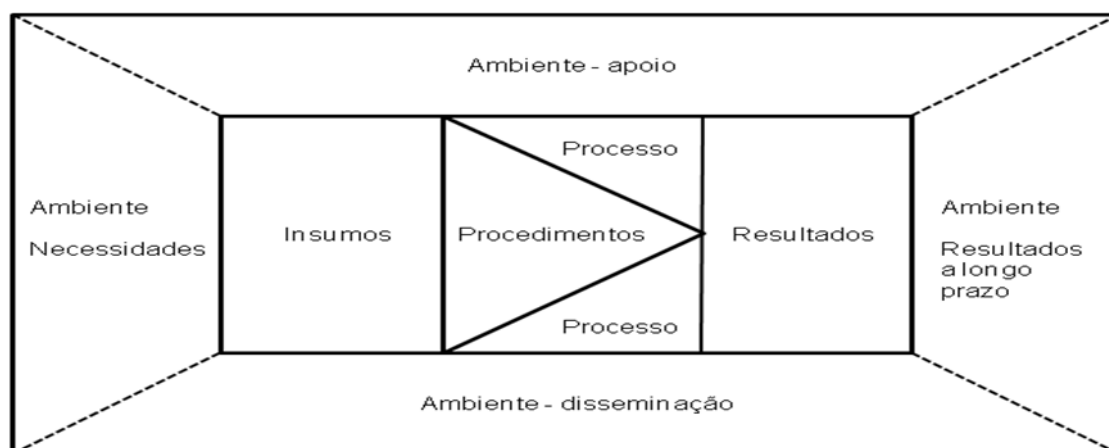 Ambiente - apoio
Processo
Ambiente
Necessidades
Insumos
Procedimentos
Resultados
Ambiente
Resultados
a longo
prazo
Processo
Ambiente - disseminação